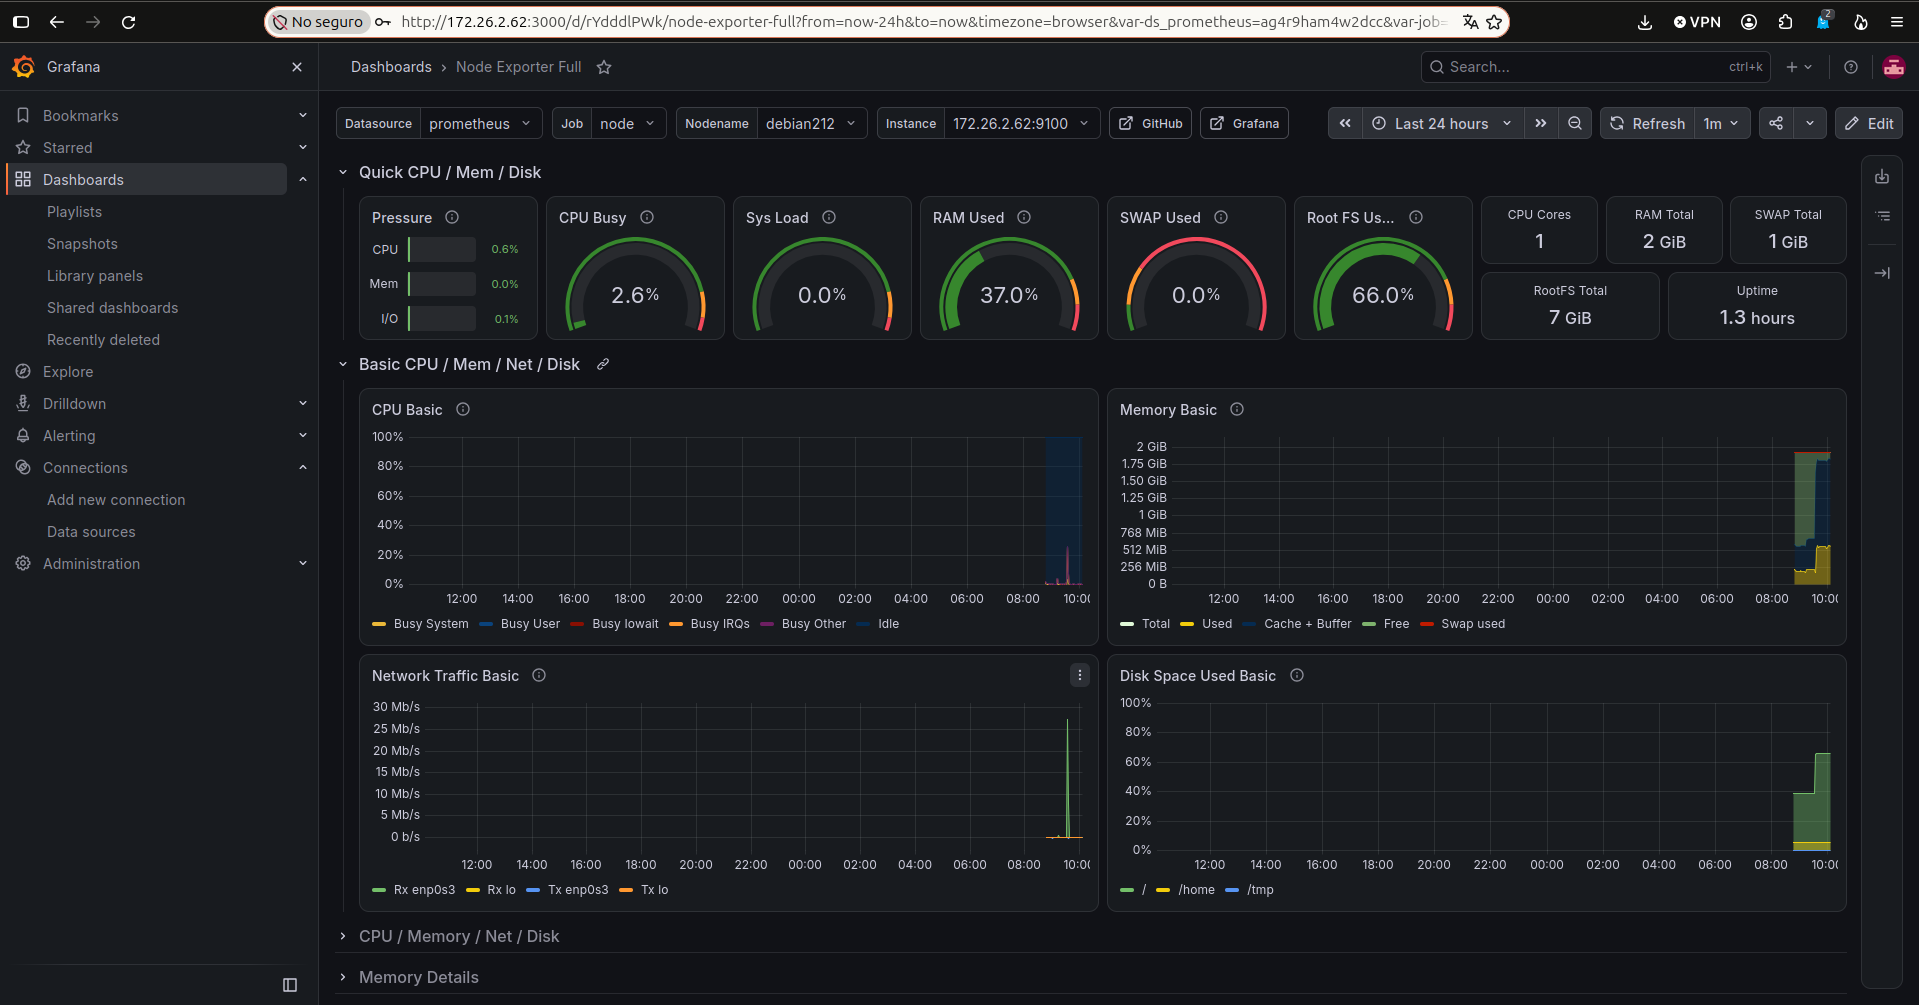 No seguro
http://172.26.2.62:3000/d/rYdddlPWk/node-exporter-full?from=now-24h&to=now&timezone=browser&var-ds_prometheus=ag4r9ham4w2dcc&var-job=
VPN
2
Grafana
Dashboards › Node Exporter Full
Search...
ctrl+k
Bookmarks
Starred
Dashboards
Playlists
Snapshots
Library panels
Shared dashboards
Recently deleted
Explore
Drilldown
Alerting
Connections
Add new connection
Data sources
Administration
Datasource prometheus
Job node
Nodename debian212
Instance 172.26.2.62:9100
GitHub
Grafana
Last 24 hours
Refresh 1m
Edit
Quick CPU / Mem / Disk
Pressure
CPU 0.6%
Mem 0.0%
I/O 0.1%
CPU Busy
2.6%
Sys Load
0.0%
RAM Used
37.0%
SWAP Used
0.0%
Root FS Us...
66.0%
CPU Cores
1
RAM Total
2 GiB
SWAP Total
1 GiB
RootFS Total
7 GiB
Uptime
1.3 hours
Basic CPU / Mem / Net / Disk
CPU Basic
100%
80%
60%
40%
20%
0%
12:00 14:00 16:00 18:00 20:00 22:00 00:00 02:00 04:00 06:00 08:00 10:00
Busy System Busy User Busy Iowait Busy IRQs Busy Other Idle
Memory Basic
2 GiB
1.75 GiB
1.50 GiB
1.25 GiB
1 GiB
768 MiB
512 MiB
256 MiB
0 B
12:00 14:00 16:00 18:00 20:00 22:00 00:00 02:00 04:00 06:00 08:00 10:00
Total Used Cache + Buffer Free Swap used
Network Traffic Basic
30 Mb/s
25 Mb/s
20 Mb/s
15 Mb/s
10 Mb/s
5 Mb/s
0 b/s
12:00 14:00 16:00 18:00 20:00 22:00 00:00 02:00 04:00 06:00 08:00 10:00
Rx enp0s3 Rx lo Tx enp0s3 Tx lo
Disk Space Used Basic
100%
80%
60%
40%
20%
0%
12:00 14:00 16:00 18:00 20:00 22:00 00:00 02:00 04:00 06:00 08:00 10:00
/ /home /tmp
CPU / Memory / Net / Disk
Memory Details